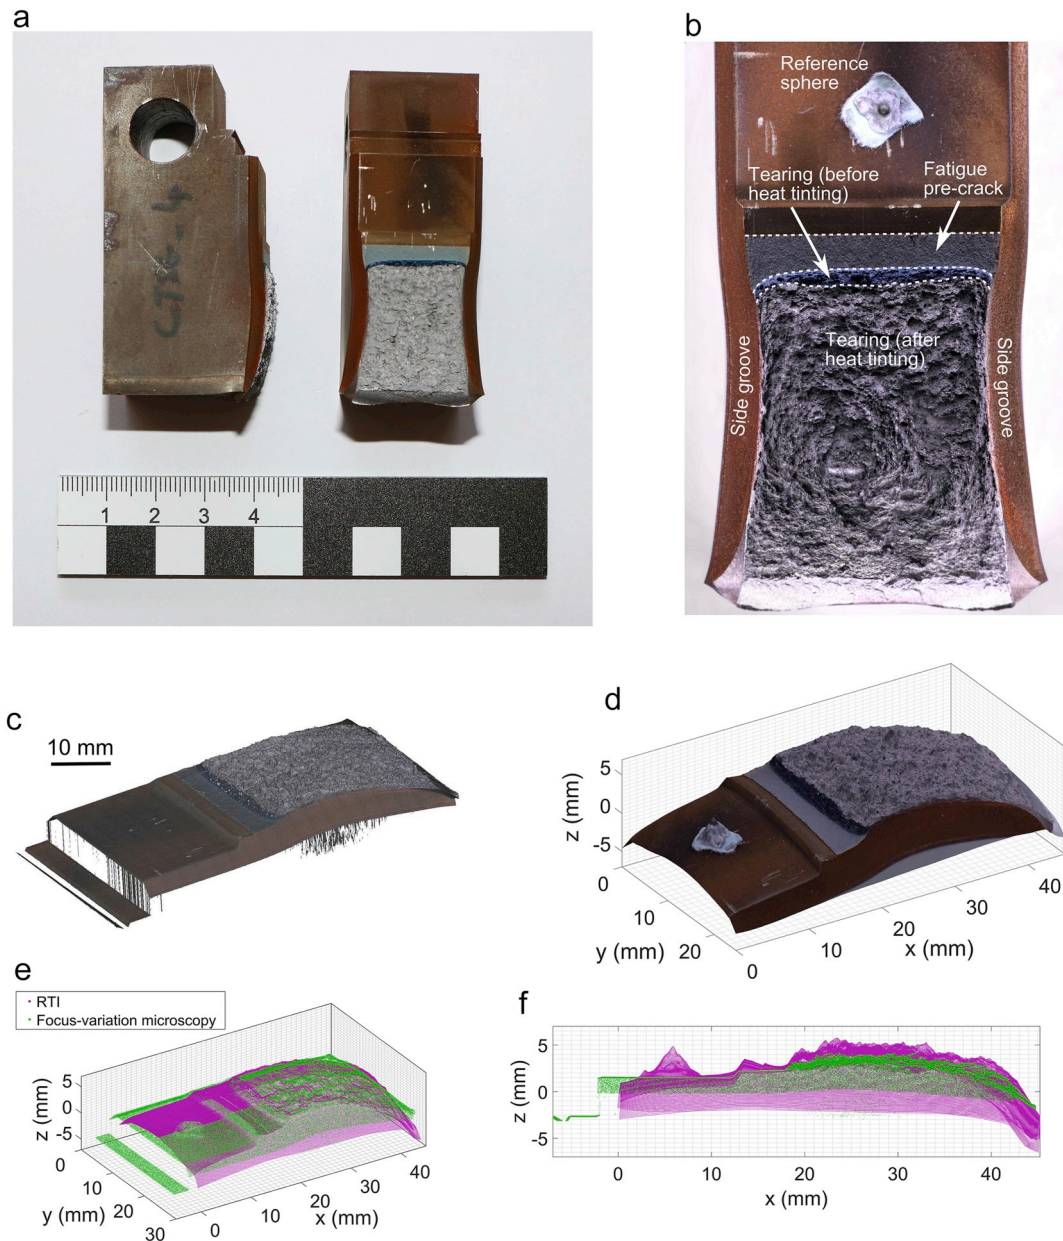 a
CTSG-4
1 2 3 4
b
Reference
sphere
Tearing (before
heat tinting)
Fatigue
pre-crack
Tearing (after
heat tinting)
Side groove
Side groove
c
10 mm
d
5
0
-5
z (mm)
0
10
20
y (mm)
0
10
20
30
40
x (mm)
e
RTI
Focus-variation microscopy
5
0
-5
z (mm)
0
10
20
30
y (mm)
0
10
20
30
40
x (mm)
f
5
0
-5
z (mm)
0 10 20 30 40
x (mm)